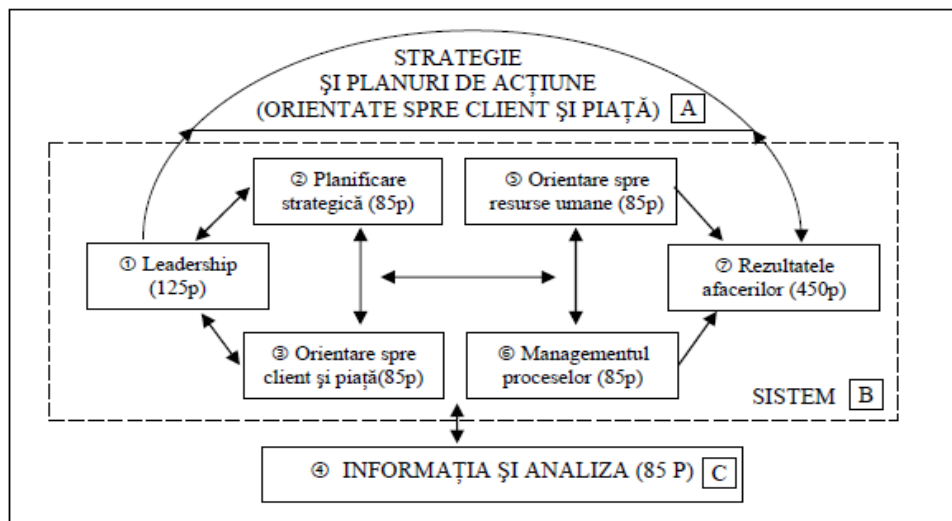 STRATEGIE
ŞI PLANURI DE ACŢIUNE
(ORIENTATE SPRE CLIENT ŞI PIAŢĂ) A
② Planificare
strategică (85p)
⑤ Orientare spre
resurse umane (85p)
① Leadership
(125p)
⑦ Rezultatele
afacerilor (450p)
③ Orientare spre
client şi piaţă(85p)
⑥ Managementul
proceselor (85p)
SISTEM B
④ INFORMAŢIA ŞI ANALIZA (85 P) C